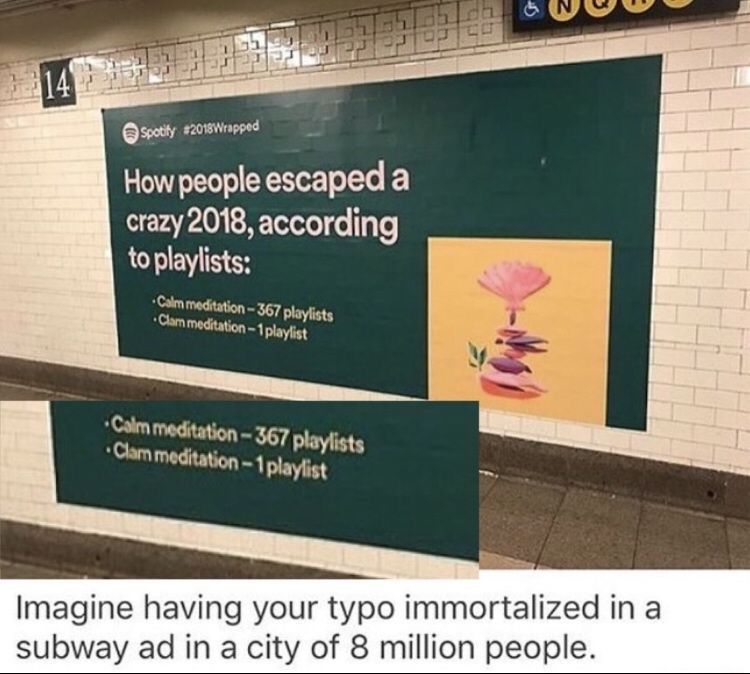 N Q
14
Spotify #2018Wrapped
How people escaped a
crazy 2018, according
to playlists:
·Calm meditation – 367 playlists
·Clam meditation – 1 playlist
·Calm meditation – 367 playlists
·Clam meditation – 1 playlist
Imagine having your typo immortalized in a
subway ad in a city of 8 million people.